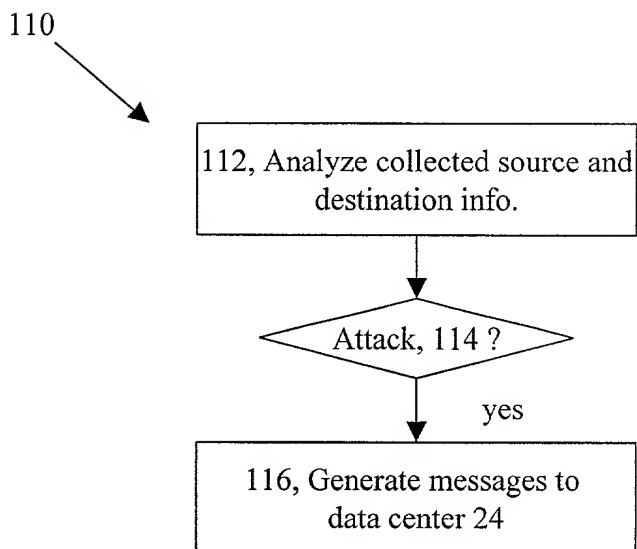 110
112, Analyze collected source and
destination info.
Attack, 114 ?
yes
116, Generate messages to
data center 24